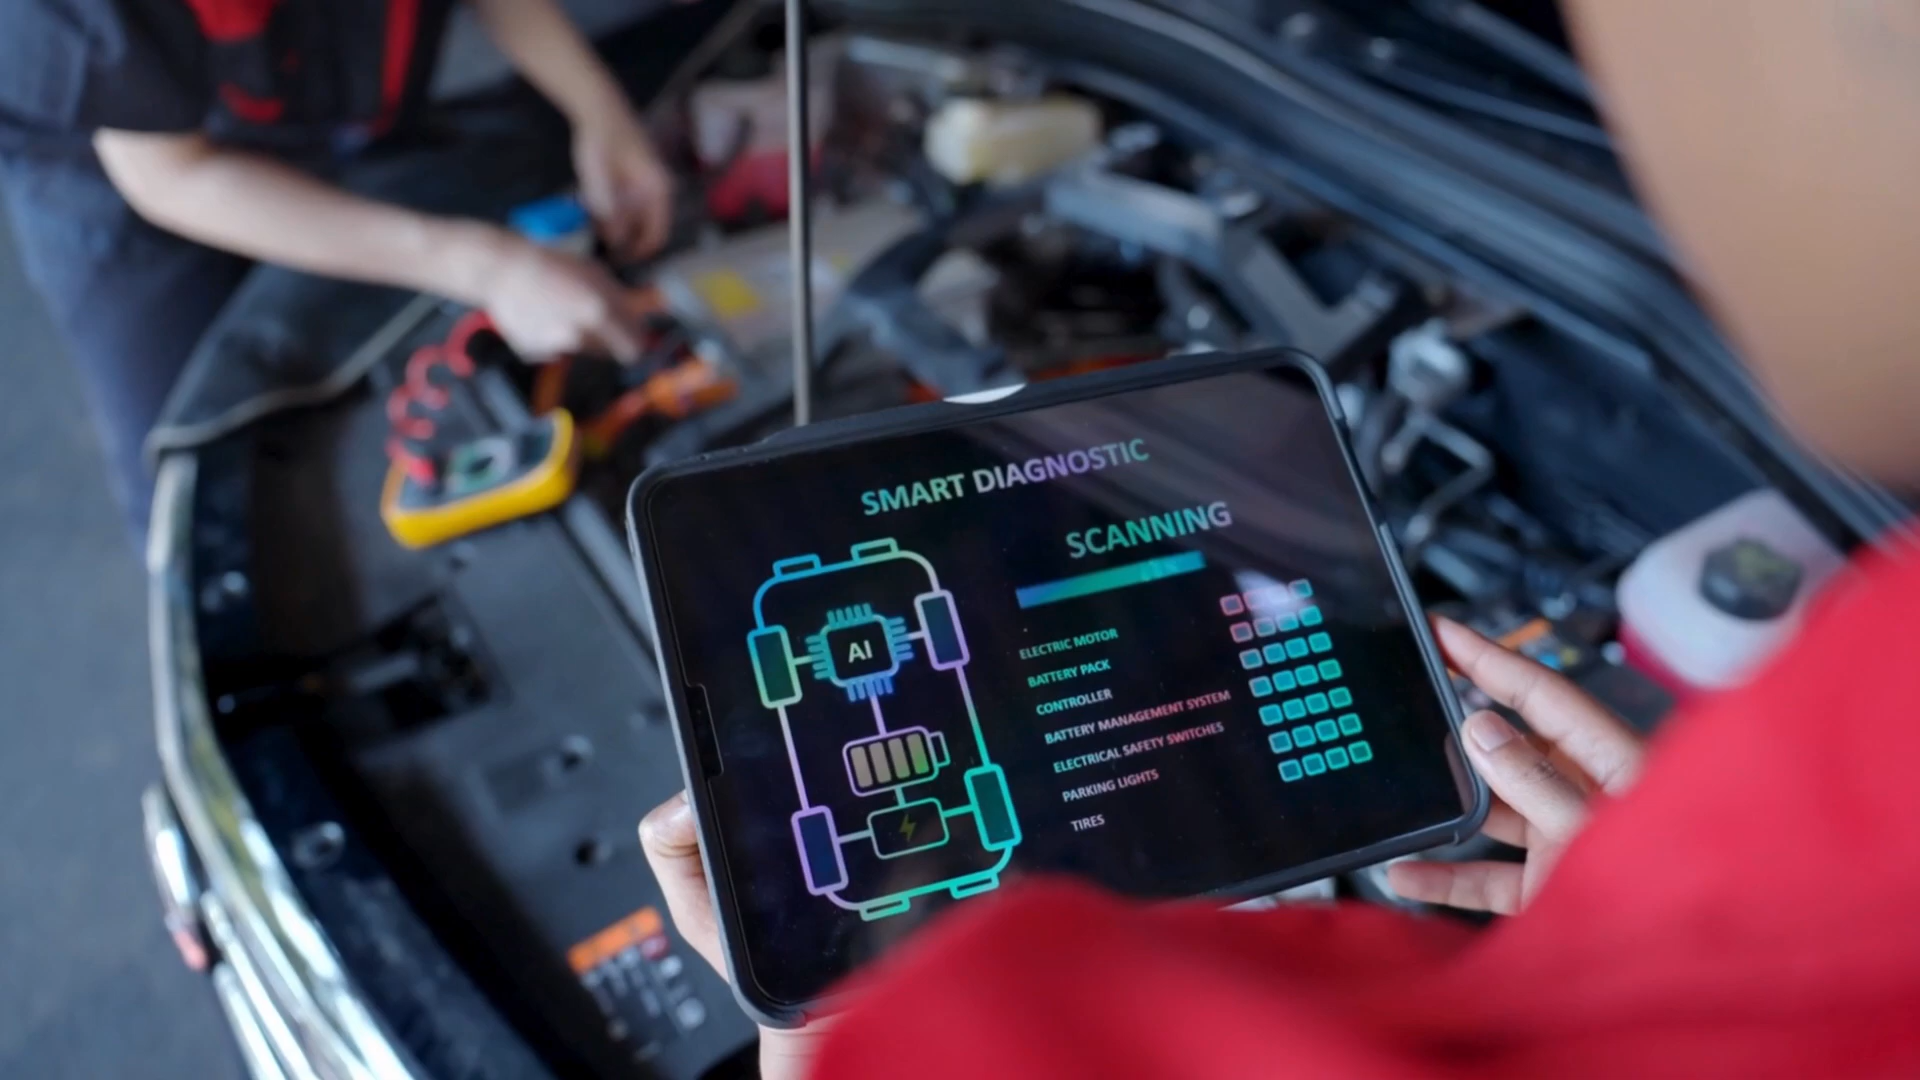 SMART DIAGNOSTIC
SCANNING
AI
ELECTRIC MOTOR
BATTERY PACK
CONTROLLER
BATTERY MANAGEMENT SYSTEM
ELECTRICAL SAFETY SWITCHES
PARKING LIGHTS
TIRES